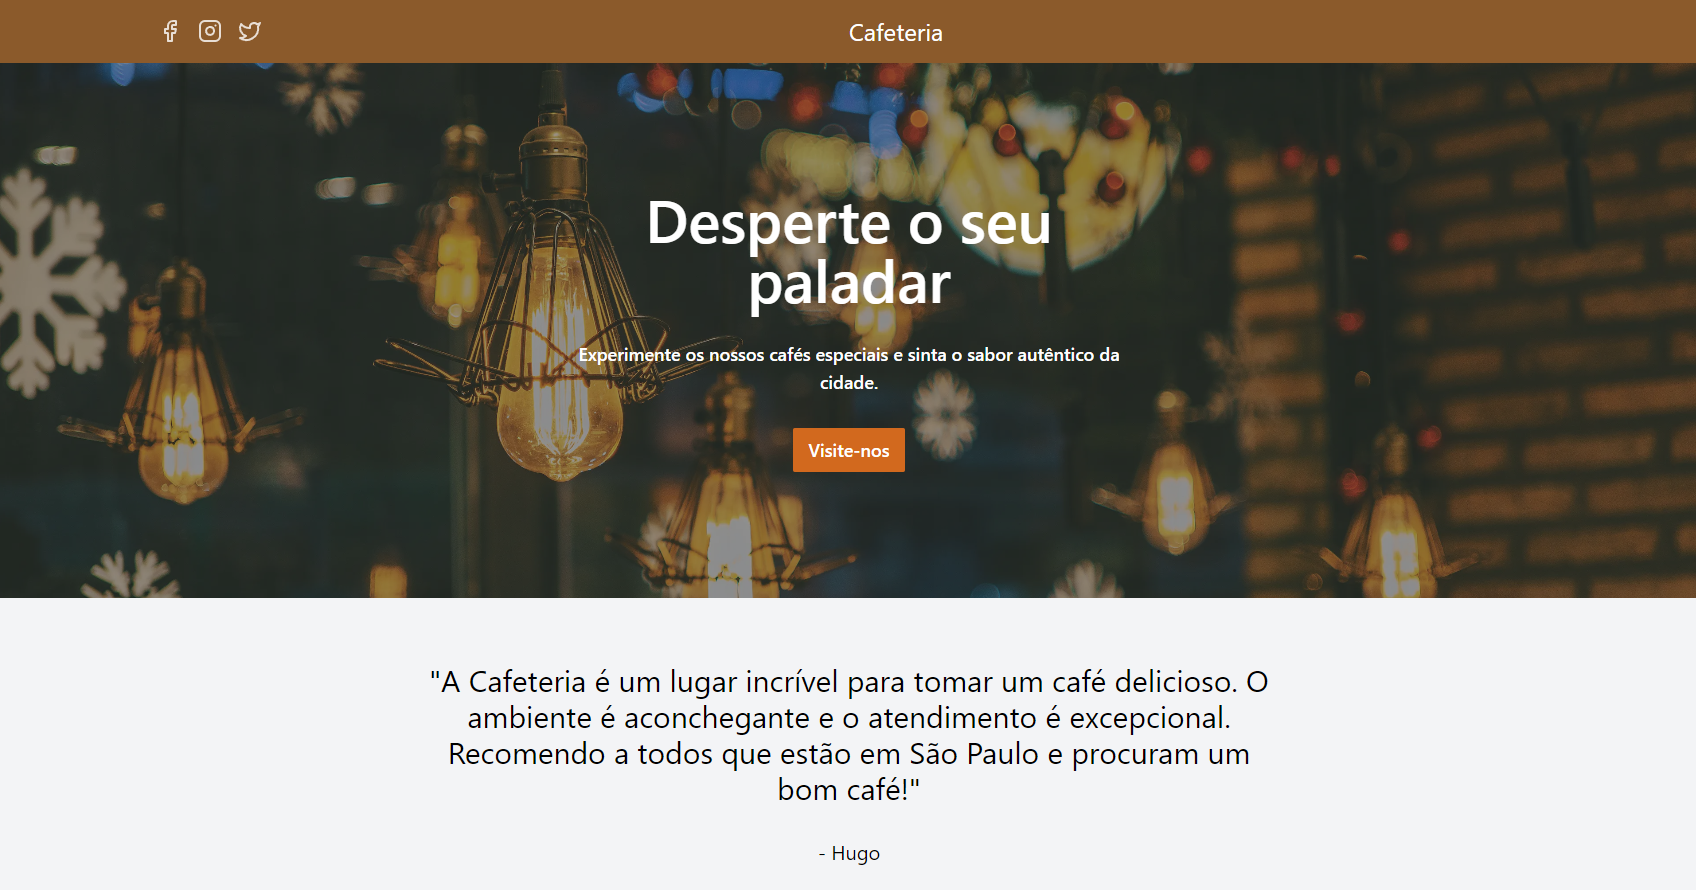 Cafeteria
Desperte o seu
paladar
Experimente os nossos cafés especiais e sinta o sabor autêntico da
cidade.
Visite-nos
"A Cafeteria é um lugar incrível para tomar um café delicioso. O
ambiente é aconchegante e o atendimento é excepcional.
Recomendo a todos que estão em São Paulo e procuram um
bom café!"
- Hugo